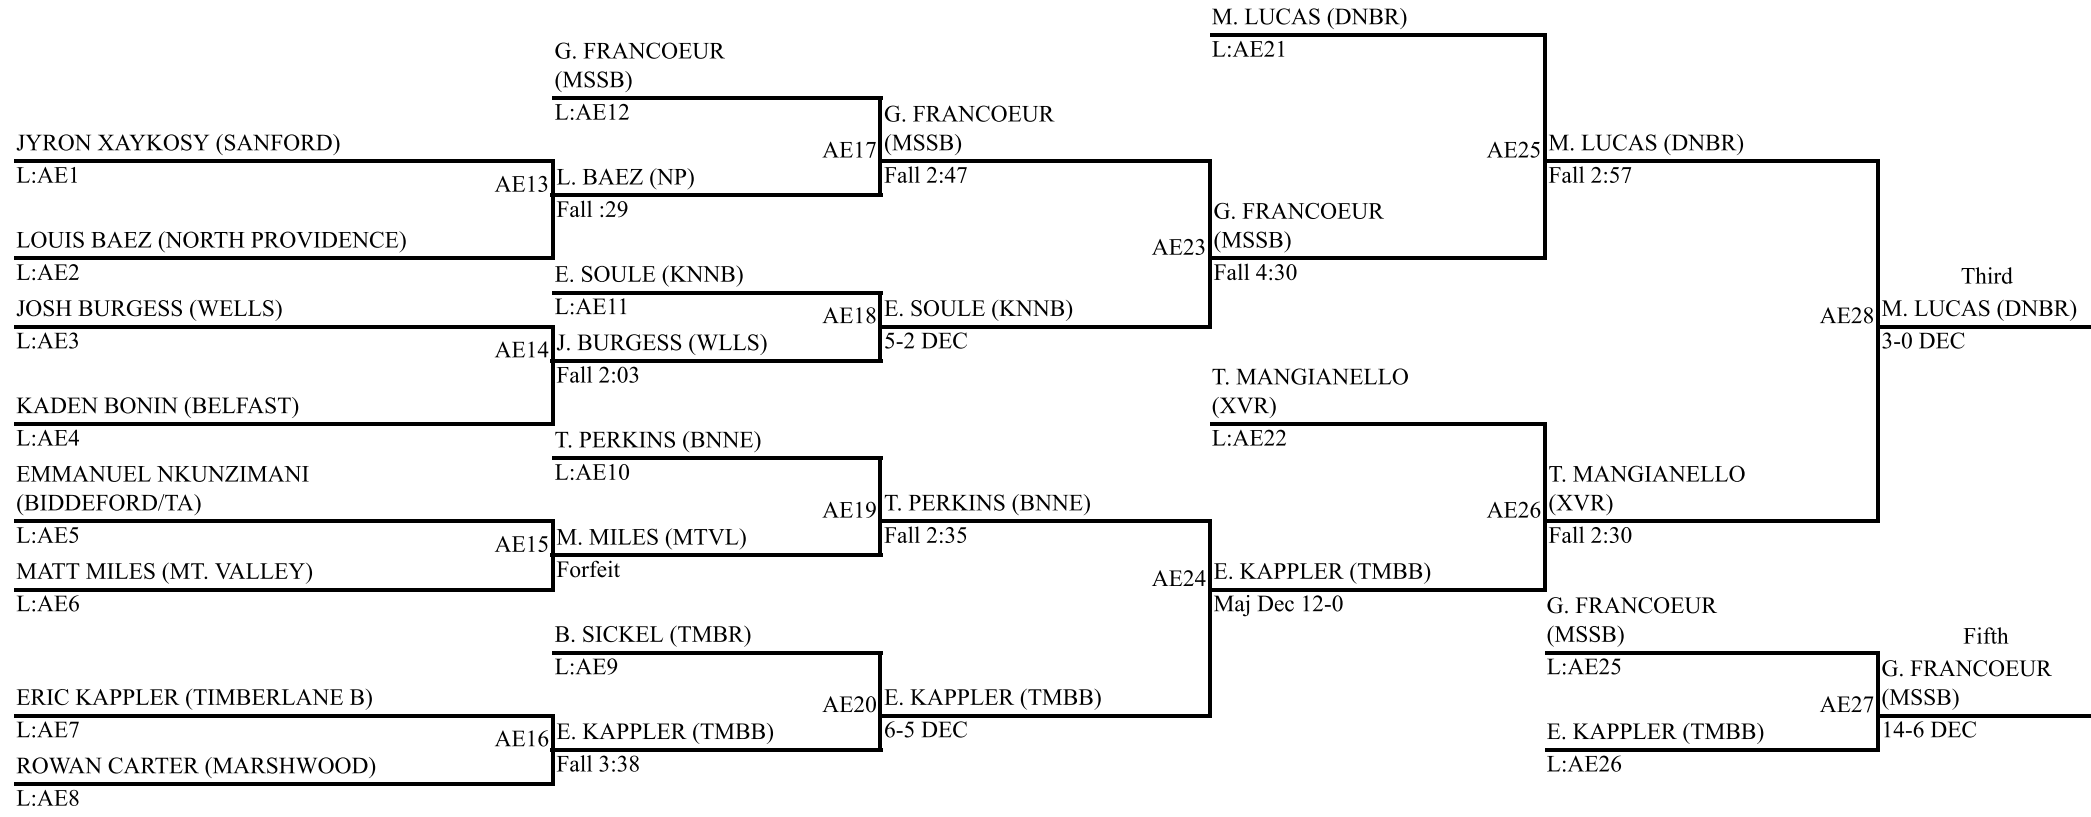 M. LUCAS (DNBR)
L:AE21
G. FRANCOEUR
(MSSB)
L:AE12
G. FRANCOEUR
(MSSB)
AE17
Fall 2:47
JYRON XAYKOSY (SANFORD)
L:AE1
AE13
L. BAEZ (NP)
Fall :29
AE25
M. LUCAS (DNBR)
Fall 2:57
LOUIS BAEZ (NORTH PROVIDENCE)
L:AE2
G. FRANCOEUR
(MSSB)
AE23
Fall 4:30
E. SOULE (KNNB)
L:AE11
JOSH BURGESS (WELLS)
L:AE3
AE18
E. SOULE (KNNB)
5-2 DEC
AE14
J. BURGESS (WLLS)
Fall 2:03
Third
AE28
M. LUCAS (DNBR)
3-0 DEC
KADEN BONIN (BELFAST)
L:AE4
T. MANGIANELLO
(XVR)
L:AE22
T. PERKINS (BNNE)
L:AE10
EMMANUEL NKUNZIMANI
(BIDDEFORD/TA)
L:AE5
AE19
T. PERKINS (BNNE)
Fall 2:35
T. MANGIANELLO
(XVR)
AE26
Fall 2:30
AE15
M. MILES (MTVL)
Forfeit
MATT MILES (MT. VALLEY)
L:AE6
AE24
E. KAPPLER (TMBB)
Maj Dec 12-0
B. SICKEL (TMBR)
L:AE9
G. FRANCOEUR
(MSSB)
L:AE25
Fifth
G. FRANCOEUR
(MSSB)
AE27
14-6 DEC
ERIC KAPPLER (TIMBERLANE B)
L:AE7
AE20
E. KAPPLER (TMBB)
6-5 DEC
AE16
E. KAPPLER (TMBB)
Fall 3:38
E. KAPPLER (TMBB)
L:AE26
ROWAN CARTER (MARSHWOOD)
L:AE8